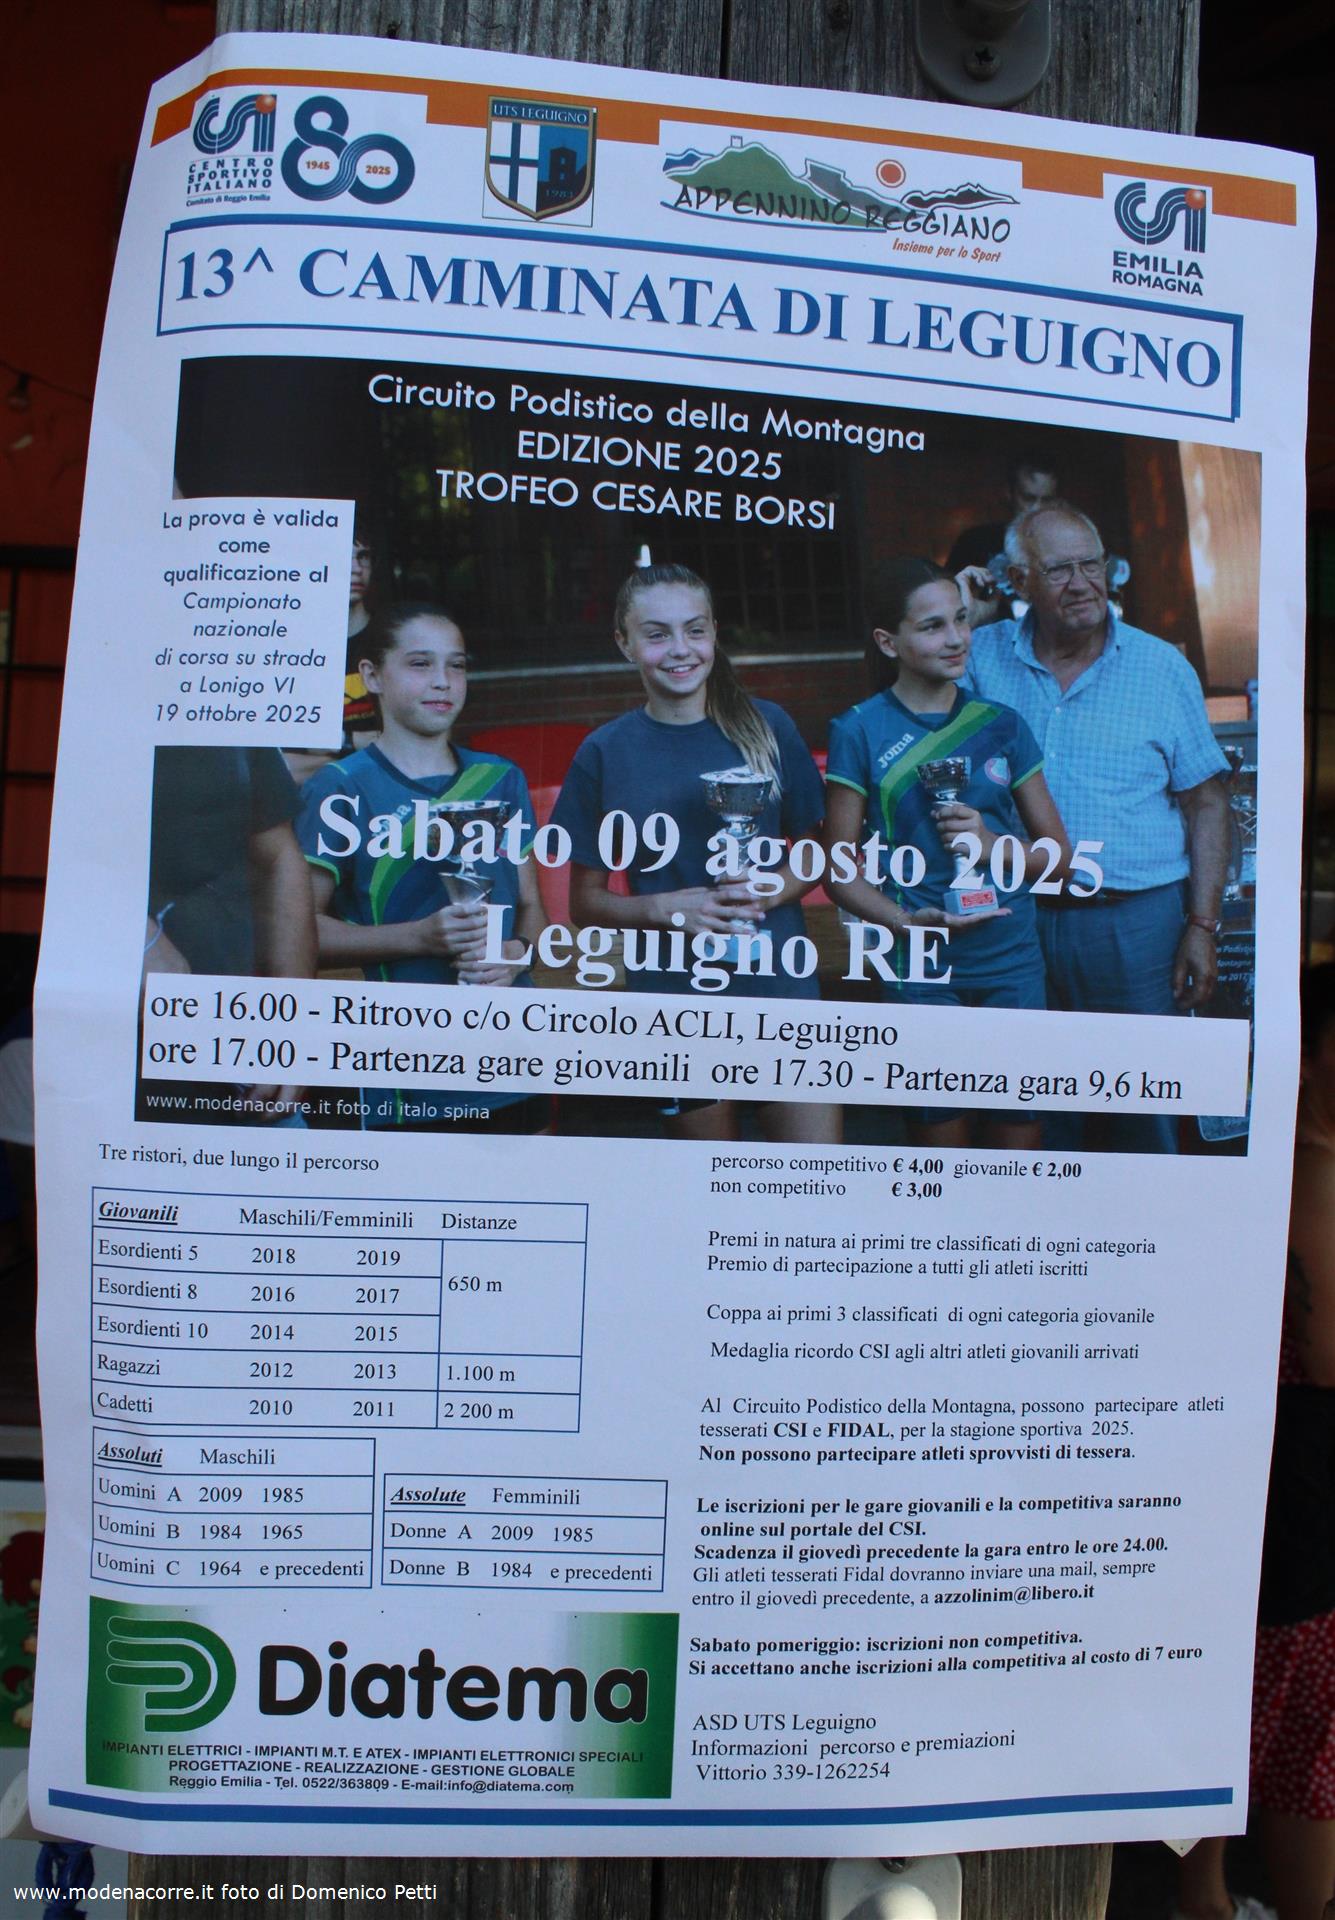 CSI
CENTRO
SPORTIVO
ITALIANO
Comitato di Reggio Emilia
80
1945 2025
UTS LEGUIGNO
1983
APPENNINO REGGIANO
Insieme per lo Sport
CSI
EMILIA
ROMAGNA
13^ CAMMINATA DI LEGUIGNO
Circuito Podistico della Montagna
EDIZIONE 2025
TROFEO CESARE BORSI
La prova è valida
come
qualificazione al
Campionato
nazionale
di corsa su strada
a Lonigo VI
19 ottobre 2025
Joma
Sabato 09 agosto 2025
Leguigno RE
ore 16.00 - Ritrovo c/o Circolo ACLI, Leguigno
ore 17.00 - Partenza gare giovanili ore 17.30 - Partenza gara 9,6 km
www.modenacorre.it foto di italo spina
Tre ristori, due lungo il percorso
Giovanili Maschili/Femminili Distanze
Esordienti 5 2018 2019
Esordienti 8 2016 2017 650 m
Esordienti 10 2014 2015
Ragazzi 2012 2013 1.100 m
Cadetti 2010 2011 2 200 m
Assoluti Maschili
Uomini A 2009 1985
Uomini B 1984 1965
Uomini C 1964 e precedenti
Assolute Femminili
Donne A 2009 1985
Donne B 1984 e precedenti
percorso competitivo € 4,00 giovanile € 2,00
non competitivo € 3,00
Premi in natura ai primi tre classificati di ogni categoria
Premio di partecipazione a tutti gli atleti iscritti
Coppa ai primi 3 classificati di ogni categoria giovanile
Medaglia ricordo CSI agli altri atleti giovanili arrivati
Al Circuito Podistico della Montagna, possono partecipare atleti
tesserati CSI e FIDAL, per la stagione sportiva 2025.
Non possono partecipare atleti sprovvisti di tessera.
Le iscrizioni per le gare giovanili e la competitiva saranno
online sul portale del CSI.
Scadenza il giovedì precedente la gara entro le ore 24.00.
Gli atleti tesserati Fidal dovranno inviare una mail, sempre
entro il giovedì precedente, a azzolinim@libero.it
Sabato pomeriggio: iscrizioni non competitiva.
Si accettano anche iscrizioni alla competitiva al costo di 7 euro
ASD UTS Leguigno
Informazioni percorso e premiazioni
Vittorio 339-1262254
Diatema
IMPIANTI ELETTRICI - IMPIANTI M.T. E ATEX - IMPIANTI ELETTRONICI SPECIALI
PROGETTAZIONE - REALIZZAZIONE - GESTIONE GLOBALE
Reggio Emilia - Tel. 0522/363809 - E-mail:info@diatema.com
www.modenacorre.it foto di Domenico Petti